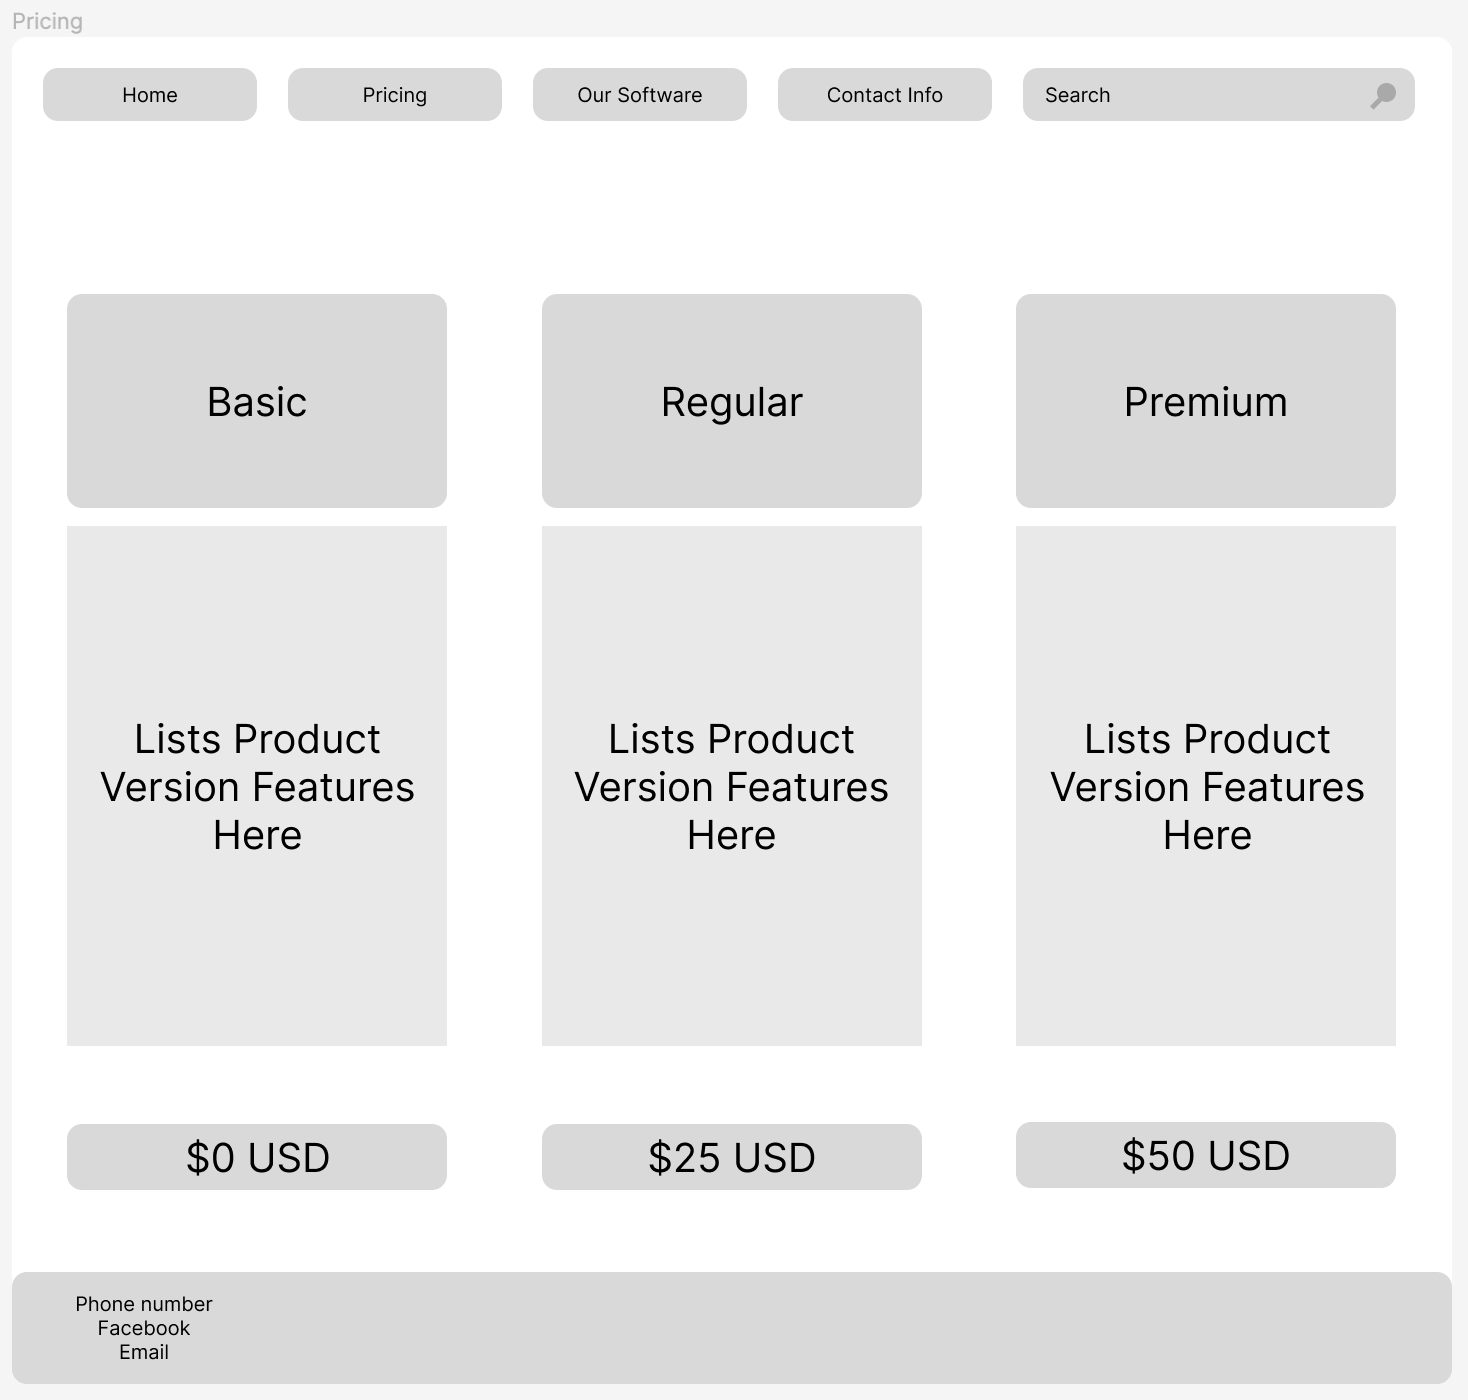 Pricing
Home
Pricing
Our Software
Contact Info
Search
Basic
Regular
Premium
Lists Product
Version Features
Here
Lists Product
Version Features
Here
Lists Product
Version Features
Here
$0 USD
$25 USD
$50 USD
Phone number
Facebook
Email